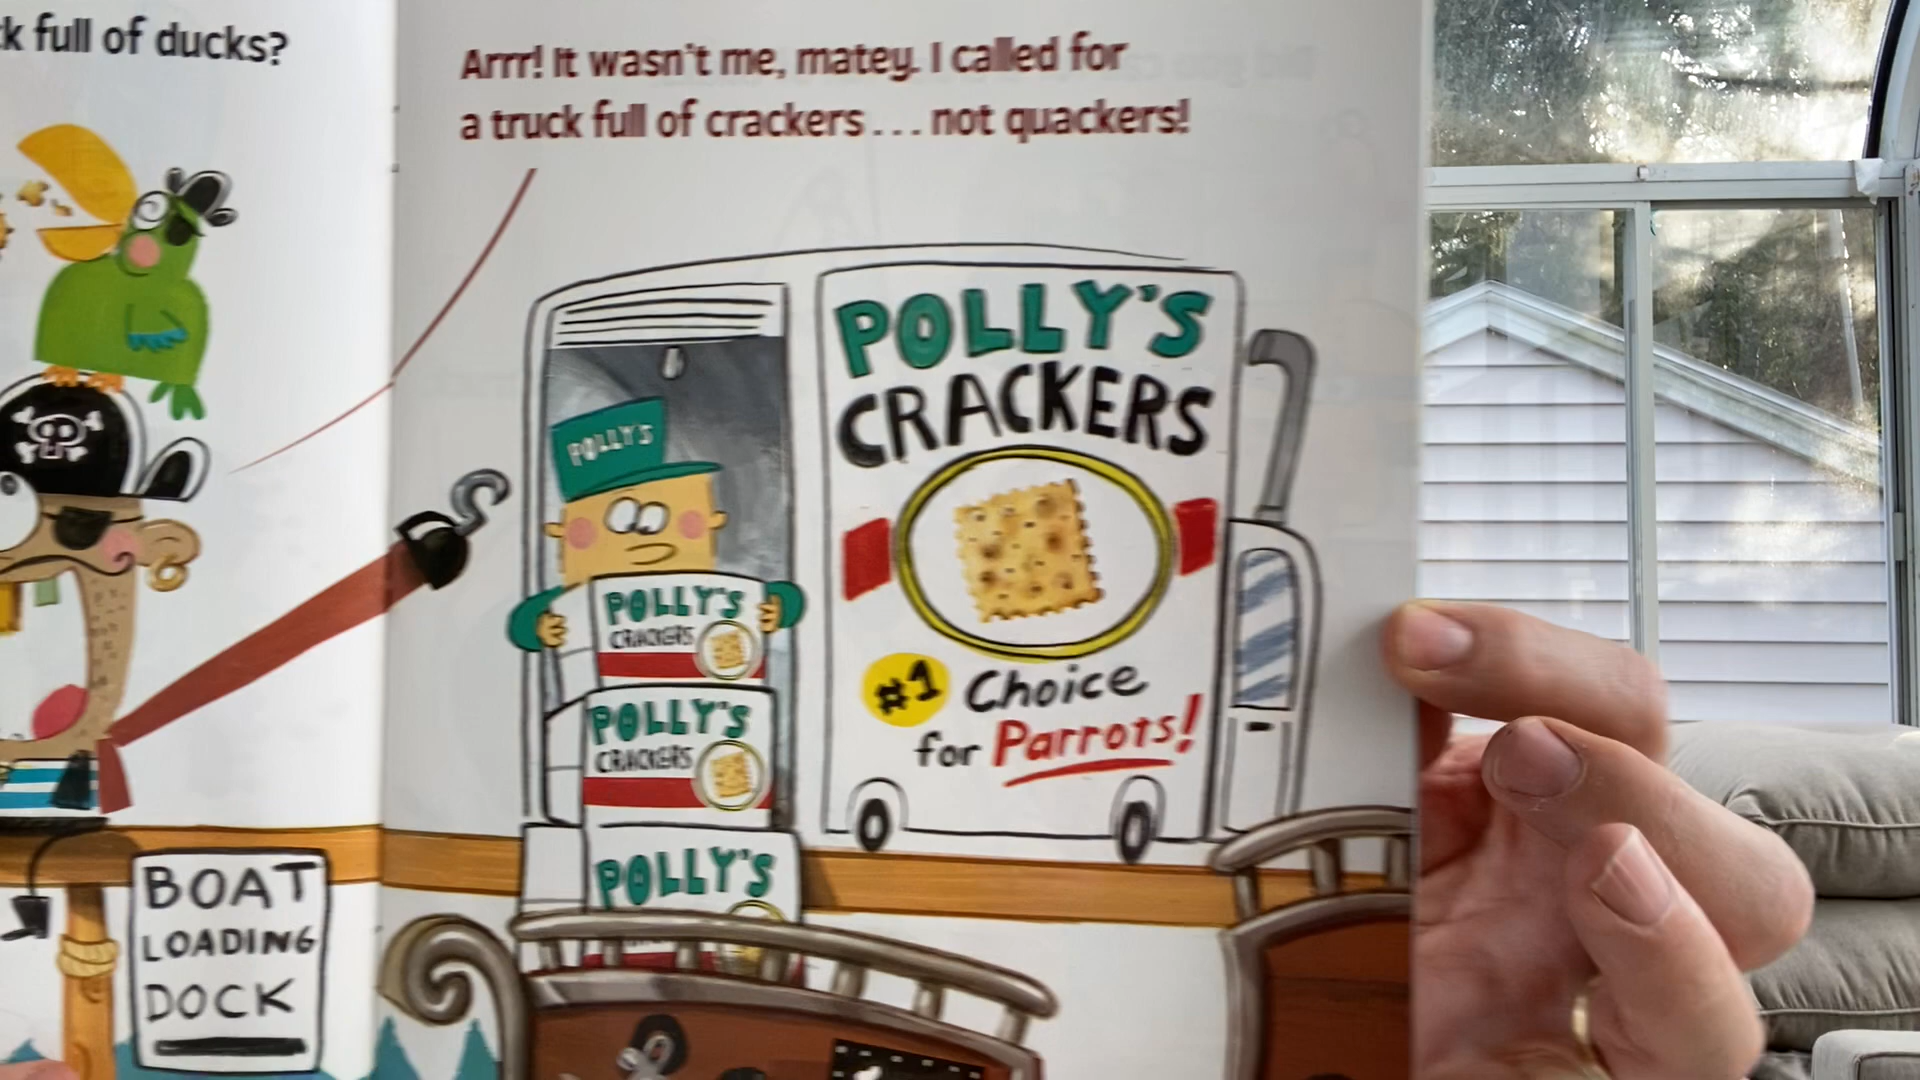 full of ducks?
Arrr! It wasn't me, matey. I called for
a truck full of crackers... not quackers!
POLLY'S
CRACKERS
#1 Choice
for Parrots!
POLLY'S
POLLY'S
CRACKERS
POLLY'S
CRACKERS
POLLY'S
BOAT
LOADING
DOCK